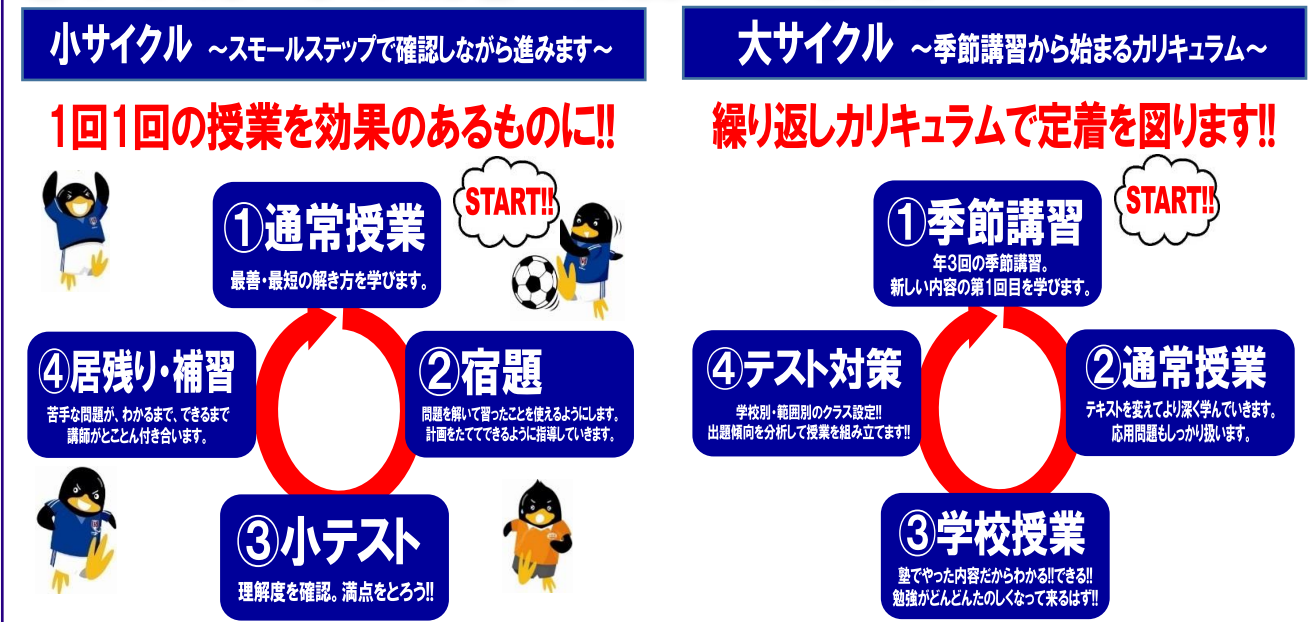 小サイクル ～スモールステップで確認しながら進みます～
1回1回の授業を効果のあるものに!!
START!!
①通常授業
最善・最短の解き方を学びます。
②宿題
問題を解いて習ったことを使えるようにします。
計画をたててできるように指導していきます。
③小テスト
理解度を確認。満点をとろう!!
④居残り・補習
苦手な問題が、わかるまで、できるまで
講師がとことん付き合います。
大サイクル ～季節講習から始まるカリキュラム～
繰り返しカリキュラムで定着を図ります!!
START!!
①季節講習
年3回の季節講習。
新しい内容の第1回目を学びます。
②通常授業
テキストを変えてより深く学んでいきます。
応用問題もしっかり扱います。
③学校授業
塾でやった内容だからわかる!!できる!!
勉強がどんどんたのしくなって来るはず!!
④テスト対策
学校別・範囲別のクラス設定!!
出題傾向を分析して授業を組み立てます!!